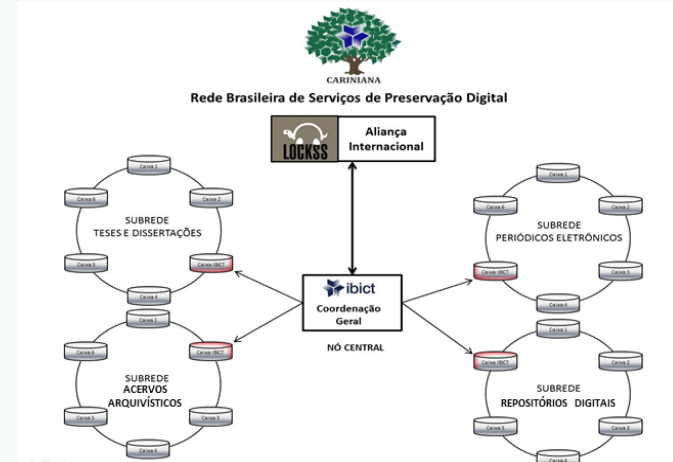 CARINIANA
Rede Brasileira de Serviços de Preservação Digital
LOCKSS
Aliança
Internacional
Caixa 1
Caixa 6
Caixa 2
SUBREDE
TESES E DISSERTAÇÕES
Caixa 5
Caixa IBICT
Caixa 4
Caixa 1
Caixa 6
Caixa 2
SUBREDE
PERIÓDICOS ELETRÔNICOS
Caixa IBICT
Caixa 3
Caixa 4
ibict
Coordenação
Geral
NÓ CENTRAL
Caixa 1
Caixa 6
Caixa IBICT
SUBREDE
ACERVOS
ARQUIVÍSTICOS
Caixa 5
Caixa 3
Caixa 4
Caixa 1
Caixa IBICT
Caixa 2
SUBREDE
REPOSITÓRIOS DIGITAIS
Caixa 5
Caixa 3
Caixa 4